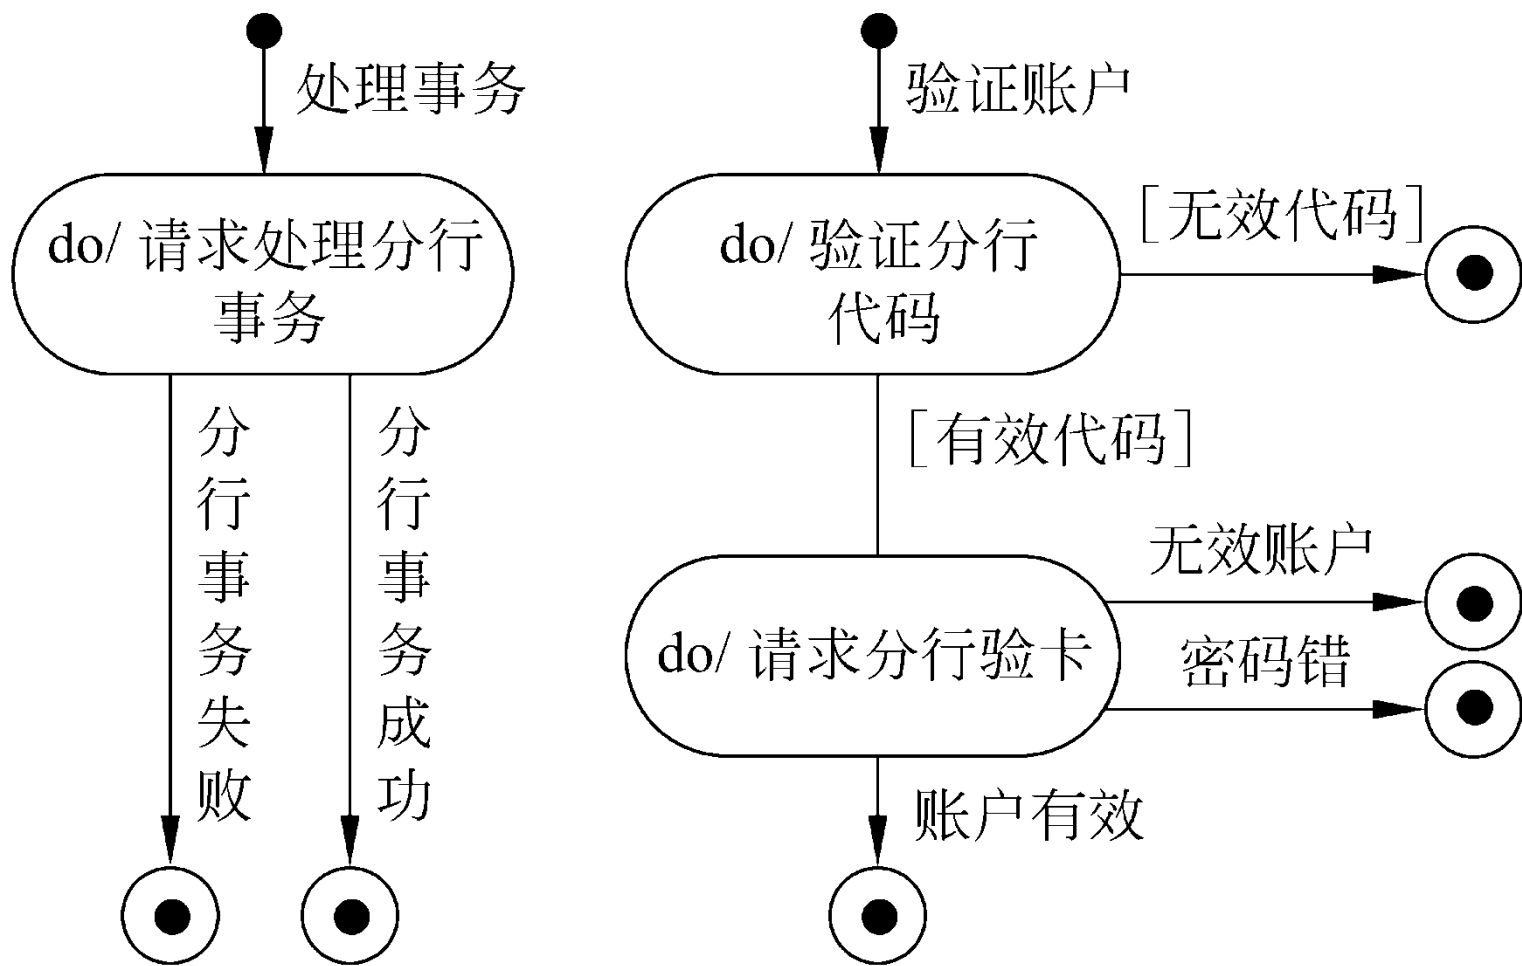 处理事务
do/请求处理分行
事务
分行事务失败
分行事务成功
验证账户
do/验证分行
代码
[无效代码]
[有效代码]
do/请求分行验卡
无效账户
密码错
账户有效